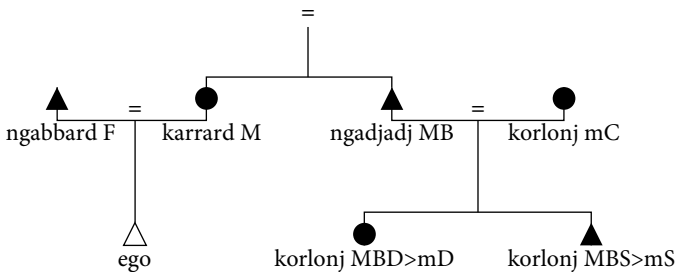 =
= =
ngabbard F karrard M ngadjadj MB korlonj mC
ego korlonj MBD>mD korlonj MBS>mS